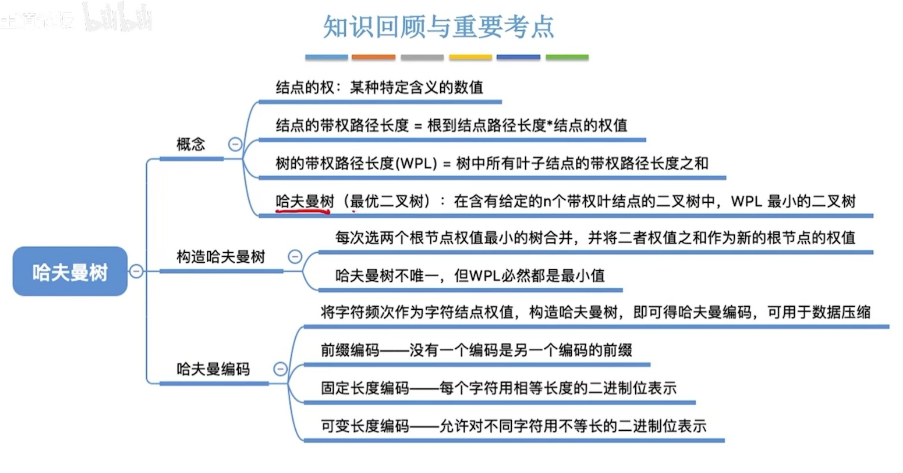 bilibili
知识回顾与重要考点
结点的权：某种特定含义的数值
结点的带权路径长度 = 根到结点路径长度*结点的权值
概念
树的带权路径长度(WPL) = 树中所有叶子结点的带权路径长度之和
哈夫曼树（最优二叉树）：在含有给定的n个带权叶结点的二叉树中，WPL 最小的二叉树
每次选两个根节点权值最小的树合并，并将二者权值之和作为新的根节点的权值
构造哈夫曼树
哈夫曼树
哈夫曼树不唯一，但WPL必然都是最小值
将字符频次作为字符结点权值，构造哈夫曼树，即可得哈夫曼编码，可用于数据压缩
前缀编码——没有一个编码是另一个编码的前缀
哈夫曼编码
固定长度编码——每个字符用相等长度的二进制位表示
可变长度编码——允许对不同字符用不等长的二进制位表示